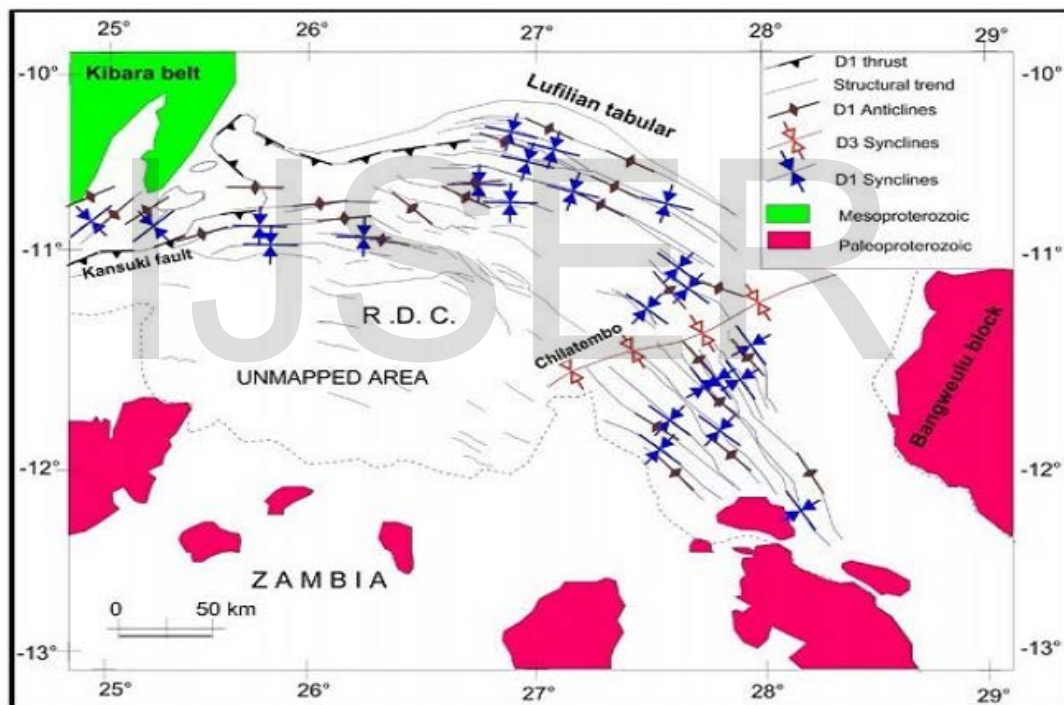 25° 26° 27° 28° 29°
-10° -10°
Kibara belt
Lufilian tabular
D1 thrust
Structural trend
D1 Anticlines
D3 Synclines
D1 Synclines
Mesoproterozoic
Paleoproterozoic
IJSER
-11° -11°
Kansuki fault
R.D.C.
Chilatembo
UNMAPPED AREA
Bangweulu block
-12° -12°
ZAMBIA
0 50 km
-13° -13°
25° 26° 27° 28° 29°